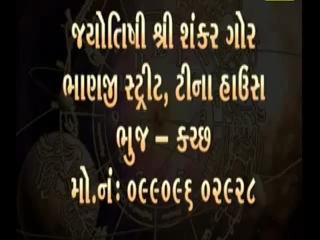 જયોતિષી શ્રી શંકર ગોર
ભાણજી સ્ટ્રીટ, ટીના હાઉસ
ભુજ – કચ્છ
મો.નંઃ ૦૯૯૦૯૬ ૦૨૯૨૮